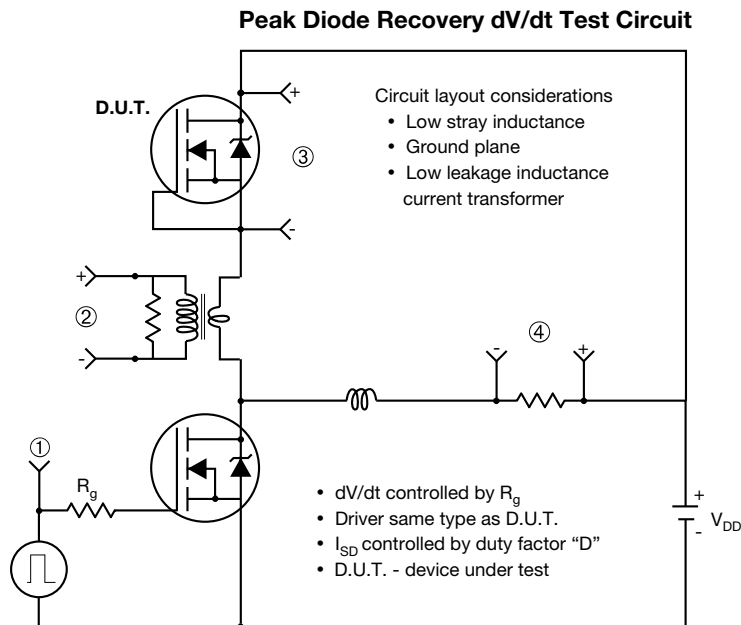 Peak Diode Recovery dV/dt Test Circuit
D.U.T.
+
-
③
Circuit layout considerations
• Low stray inductance
• Ground plane
• Low leakage inductance
current transformer
+
②
-
-
④
+
①
Rg
• dV/dt controlled by Rg
• Driver same type as D.U.T.
• ISD controlled by duty factor “D”
• D.U.T. - device under test
+
-
VDD